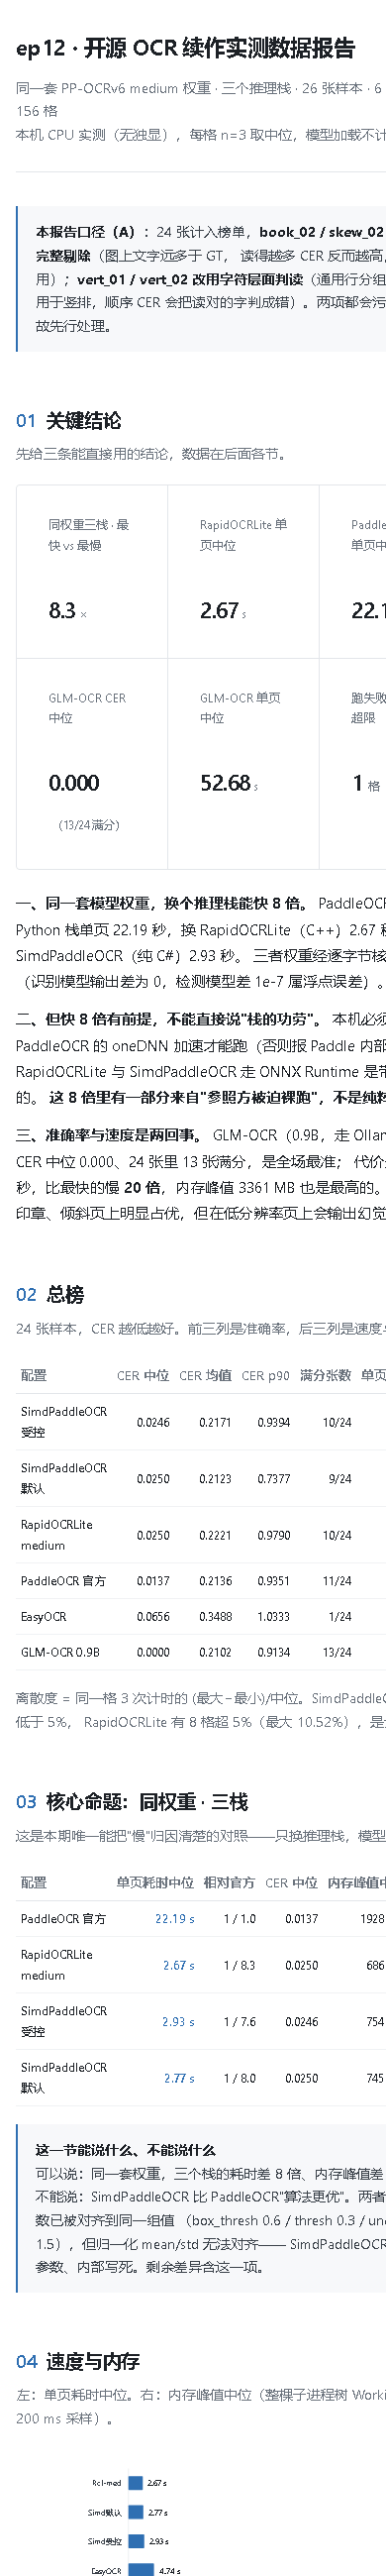 ep12 · 开源 OCR 续作实测数据报告
同一套 PP-OCRv6 medium 权重 · 三个推理栈 · 26 张样本 · 6
156 格
本机 CPU 实测（无独显），每格 n=3 取中位，模型加载不计
本报告口径（A）：24 张计入榜单，book_02 / skew_02
完整剔除（图上文字远多于 GT， 读得越多 CER 反而越高，
用）；vert_01 / vert_02 改用字符层面判读（通用行分组
用于竖排，顺序 CER 会把读对的字判成错）。两项都会污
故先行处理。
01 关键结论
先给三条能直接用的结论，数据在后面各节。
同权重三栈 · 最
快 vs 最慢
8.3 ×
RapidOCRLite 单
页中位
2.67 s
Paddle
单页中
22.1
GLM-OCR CER
中位
0.000
（13/24 满分）
GLM-OCR 单页
中位
52.68 s
跑失败
超限
1 格
一、同一套模型权重，换个推理栈能快 8 倍。 PaddleOCR
Python 栈单页 22.19 秒，换 RapidOCRLite（C++）2.67 秒
SimdPaddleOCR（纯 C#）2.93 秒。 三者权重经逐字节核
（识别模型输出差为 0，检测模型差 1e-7 属浮点误差）。
二、但快 8 倍有前提，不能直接说"栈的功劳"。 本机必须
PaddleOCR 的 oneDNN 加速才能跑（否则报 Paddle 内部
RapidOCRLite 与 SimdPaddleOCR 走 ONNX Runtime 是带
的。 这 8 倍里有一部分来自"参照方被迫裸跑"，不是纯粹
三、准确率与速度是两回事。 GLM-OCR（0.9B，走 Ollam
CER 中位 0.000、24 张里 13 张满分，是全场最准； 代价
秒，比最快的慢 20 倍，内存峰值 3361 MB 也是最高的。
印章、倾斜页上明显占优，但在低分辨率页上会输出幻觉
02 总榜
24 张样本，CER 越低越好。前三列是准确率，后三列是速度与
配置 CER 中位 CER 均值 CER p90 满分张数 单页
SimdPaddleOCR
受控 0.0246 0.2171 0.9394 10/24
SimdPaddleOCR
默认 0.0250 0.2123 0.7377 9/24
RapidOCRLite
medium 0.0250 0.2221 0.9790 10/24
PaddleOCR 官方 0.0137 0.2136 0.9351 11/24
EasyOCR 0.0656 0.3488 1.0333 1/24
GLM-OCR 0.9B 0.0000 0.2102 0.9134 13/24
离散度 = 同一格 3 次计时的 (最大−最小)/中位。SimdPaddleO
低于 5%， RapidOCRLite 有 8 格超 5%（最大 10.52%），是
03 核心命题：同权重 · 三栈
这是本期唯一能把"慢"归因清楚的对照——只换推理栈，模型
配置 单页耗时中位 相对官方 CER 中位 内存峰值中
PaddleOCR 官方 22.19 s 1 / 1.0 0.0137 1928
RapidOCRLite
medium 2.67 s 1 / 8.3 0.0250 686
SimdPaddleOCR
受控 2.93 s 1 / 7.6 0.0246 754
SimdPaddleOCR
默认 2.77 s 1 / 8.0 0.0250 745
这一节能说什么、不能说什么
可以说：同一套权重，三个栈的耗时差 8 倍、内存峰值差
不能说：SimdPaddleOCR 比 PaddleOCR"算法更优"。两者
数已被对齐到同一组值 （box_thresh 0.6 / thresh 0.3 / unc
1.5），但归一化 mean/std 无法对齐—— SimdPaddleOCR
参数、内部写死。剩余差异含这一项。
04 速度与内存
左：单页耗时中位。右：内存峰值中位（整棵子进程树 Worki
200 ms 采样）。
Rcl-med 2.67 s
Simd默认 2.77 s
Simd受控 2.93 s
EasyOCR 4.74 s